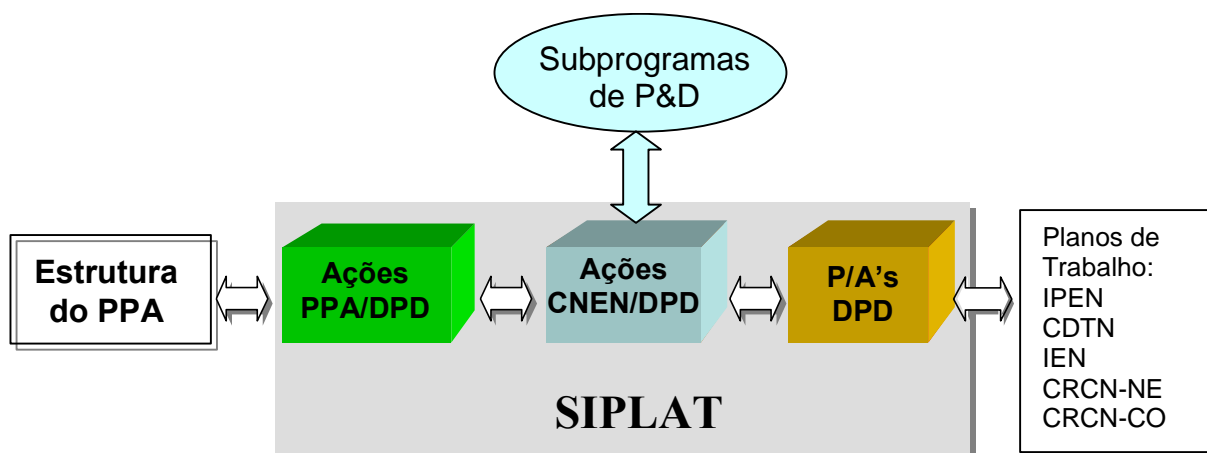 Subprogramas
de P&D
Estrutura
do PPA
Ações
PPA/DPD
Ações
CNEN/DPD
P/A's
DPD
Planos de
Trabalho:
IPEN
CDTN
IEN
CRCN-NE
CRCN-CO
SIPLAT